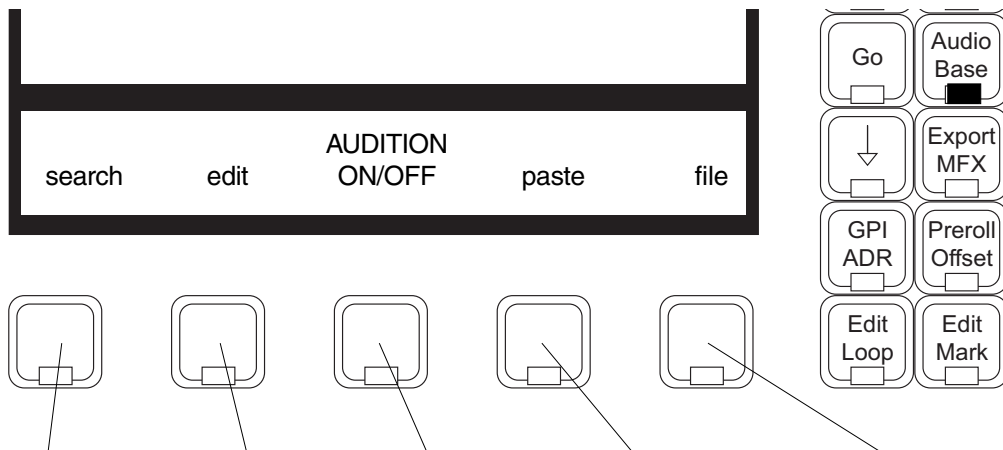 AUDITION
search edit ON/OFF paste file
Go
Audio
Base
Export
MFX
GPI
ADR
Preroll
Offset
Edit
Loop
Edit
Mark